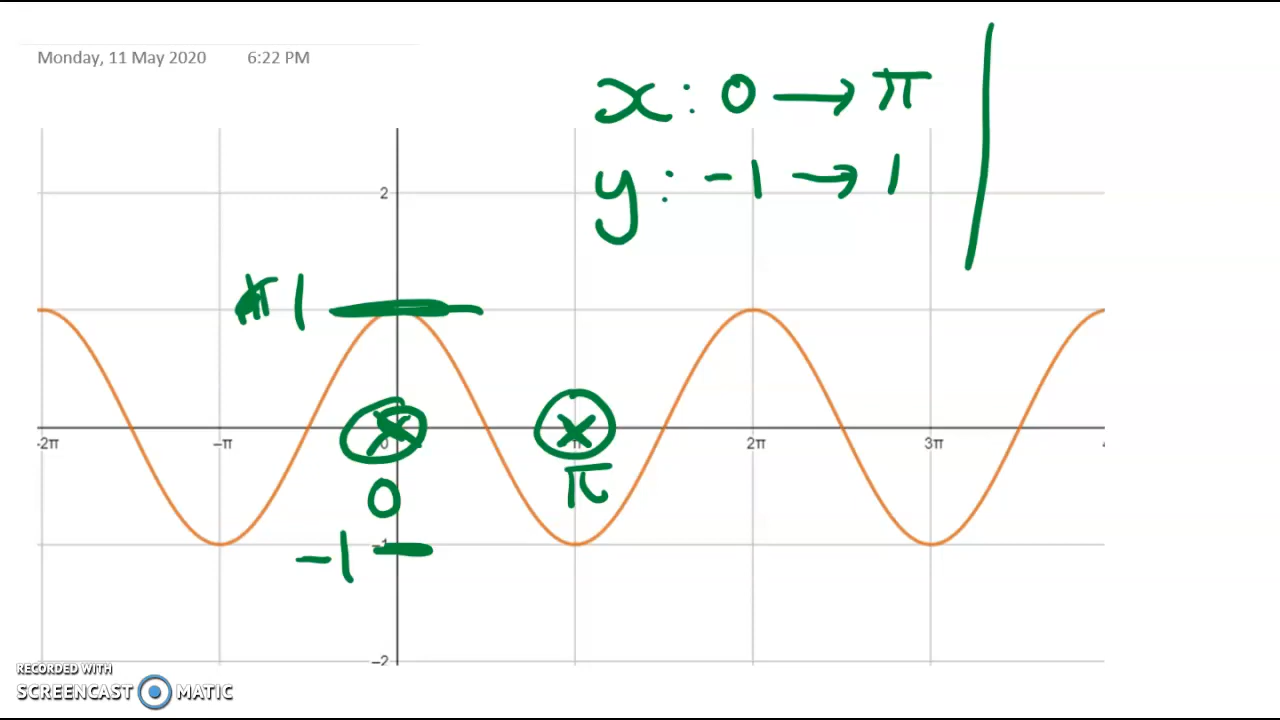 Monday, 11 May 2020 6:22 PM
x: 0 → π
y: -1 → 1
2
1
-2π -π 0 π 2π 3π
0 π
-1 -1
-2
RECORDED WITH
SCREENCAST MATIC